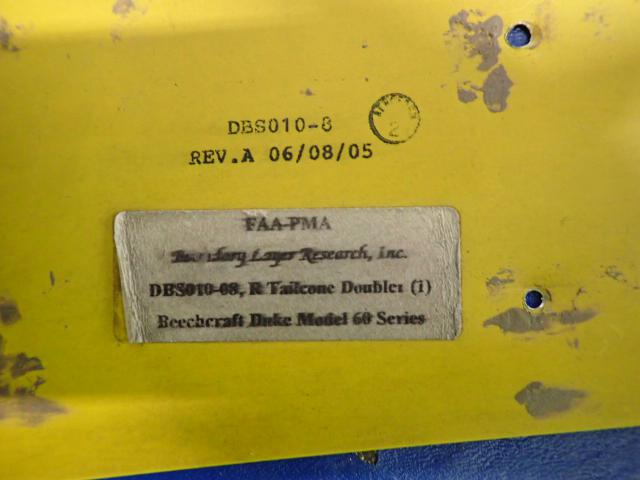 DBS010-8
REV.A 06/08/05
FAA-PMA
Boundary Layer Research, Inc.
DBS010-08, R Tailcone Doubler (1)
Beechcraft Duke Model 60 Series